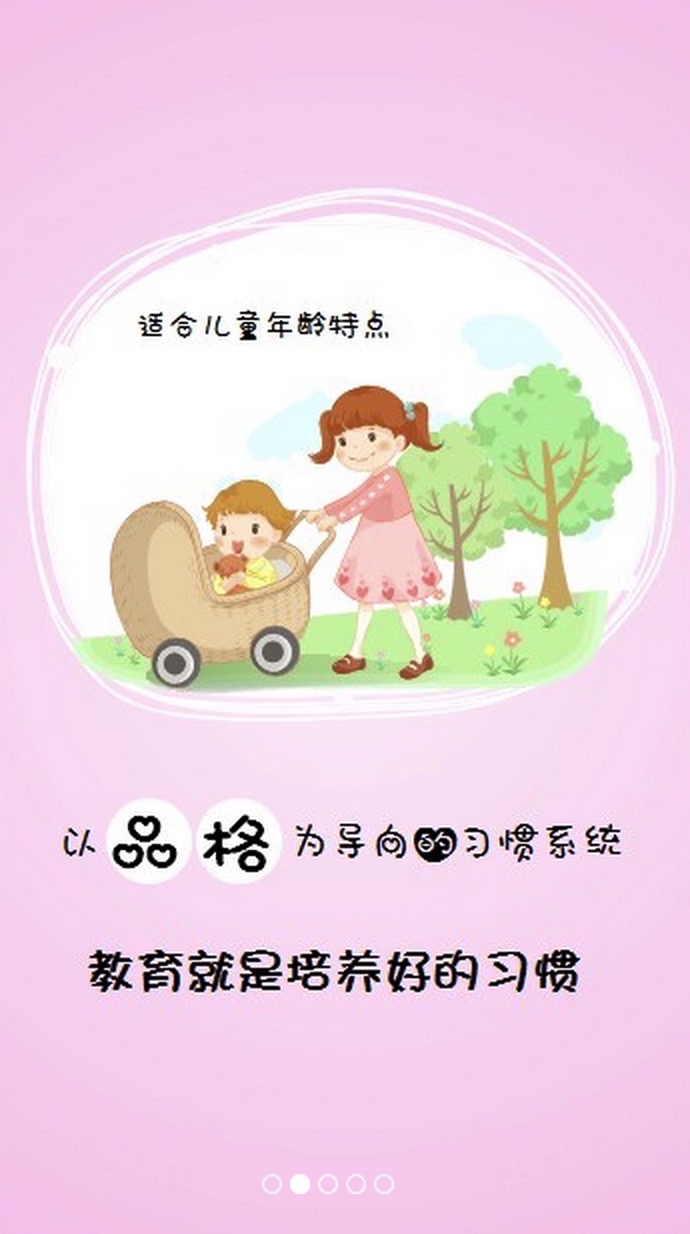 适合儿童年龄特点
以品格为导向的习惯系统
教育就是培养好的习惯